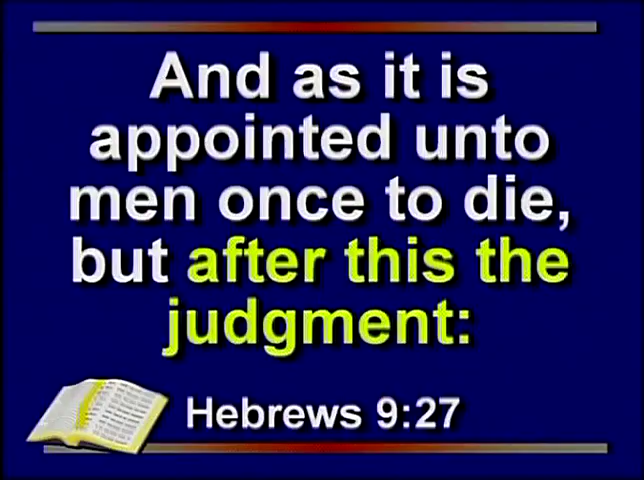 And as it is
appointed unto
men once to die,
but after this the
judgment:
Hebrews 9:27